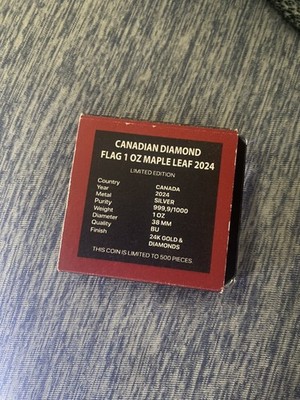 CANADIAN DIAMOND
FLAG 1 OZ MAPLE LEAF 2024
LIMITED EDITION
Country CANADA
Year 2024
Metal SILVER
Purity 999,9/1000
Weight 1 OZ
Diameter 38 MM
Quality BU
Finish 24K GOLD &
DIAMONDS
THIS COIN IS LIMITED TO 500 PIECES